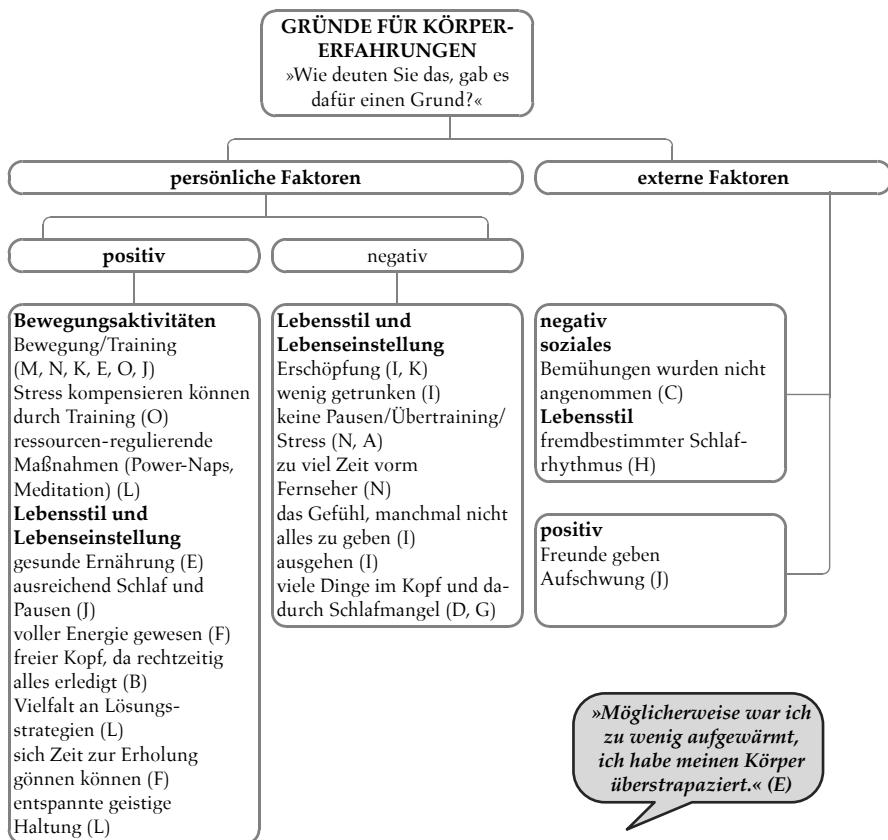 GRÜNDE FÜR KÖRPER-
ERFAHRUNGEN
»Wie deuten Sie das, gab es
dafür einen Grund?«
persönliche Faktoren
externe Faktoren
positiv
negativ
Bewegungsaktivitäten
Bewegung/Training
(M, N, K, E, O, J)
Stress kompensieren können
durch Training (O)
ressourcen-regulierende
Maßnahmen (Power-Naps,
Meditation) (L)
Lebensstil und
Lebenseinstellung
gesunde Ernährung (E)
ausreichend Schlaf und
Pausen (J)
voller Energie gewesen (F)
freier Kopf, da rechtzeitig
alles erledigt (B)
Vielfalt an Lösungs-
strategien (L)
sich Zeit zur Erholung
gönnen können (F)
entspannte geistige
Haltung (L)
Lebensstil und
Lebenseinstellung
Erschöpfung (I, K)
wenig getrunken (I)
keine Pausen/Übertraining/
Stress (N, A)
zu viel Zeit vorm
Fernseher (N)
das Gefühl, manchmal nicht
alles zu geben (I)
ausgehen (I)
viele Dinge im Kopf und da-
durch Schlafmangel (D, G)
negativ
soziales
Bemühungen wurden nicht
angenommen (C)
Lebensstil
fremdbestimmter Schlaf-
rhythmus (H)
positiv
Freunde geben
Aufschwung (J)
»Möglicherweise war ich
zu wenig aufgewärmt,
ich habe meinen Körper
überstrapaziert.« (E)